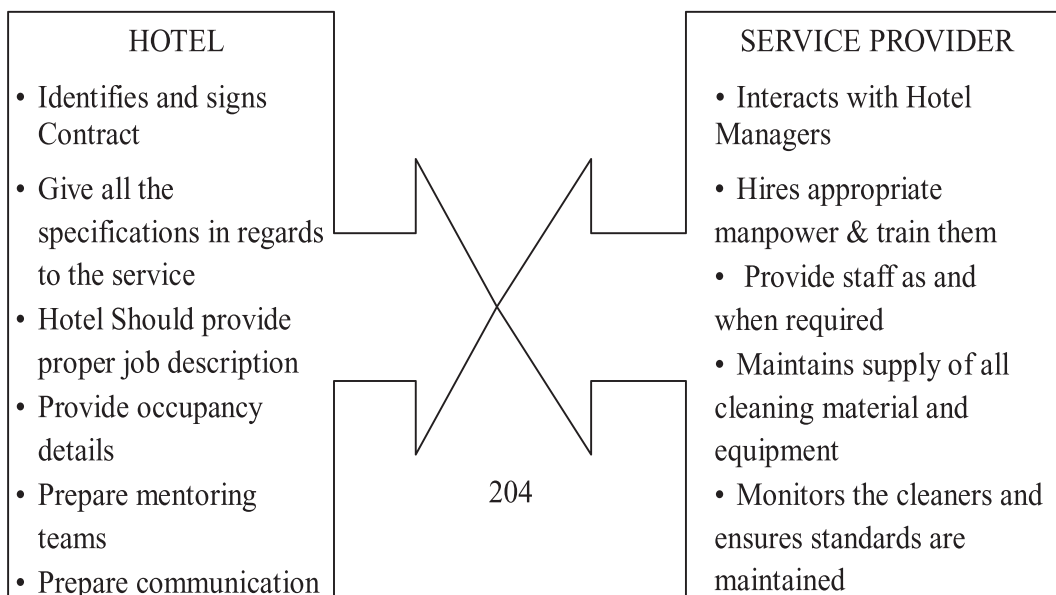 HOTEL
• Identifies and signs
Contract
• Give all the
specifications in regards
to the service
• Hotel Should provide
proper job description
• Provide occupancy
details
• Prepare mentoring
teams
• Prepare communication
204
SERVICE PROVIDER
• Interacts with Hotel
Managers
• Hires appropriate
manpower & train them
• Provide staff as and
when required
• Maintains supply of all
cleaning material and
equipment
• Monitors the cleaners and
ensures standards are
maintained